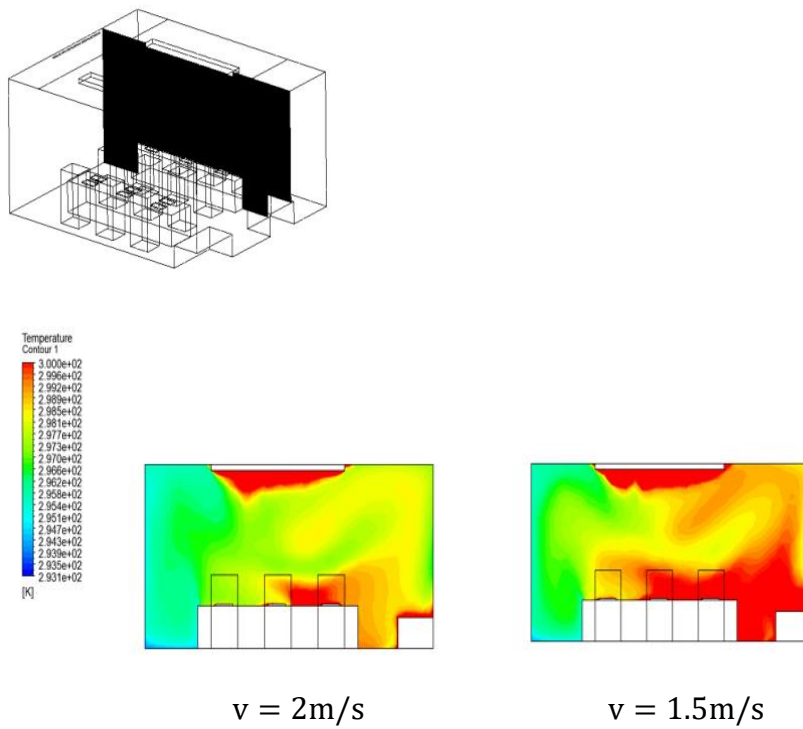 Temperature
Contour 1
3.000e+02
2.996e+02
2.992e+02
2.989e+02
2.985e+02
2.981e+02
2.977e+02
2.973e+02
2.970e+02
2.966e+02
2.962e+02
2.958e+02
2.954e+02
2.951e+02
2.947e+02
2.943e+02
2.939e+02
2.935e+02
2.931e+02
[K]
v = 2m/s
v = 1.5m/s